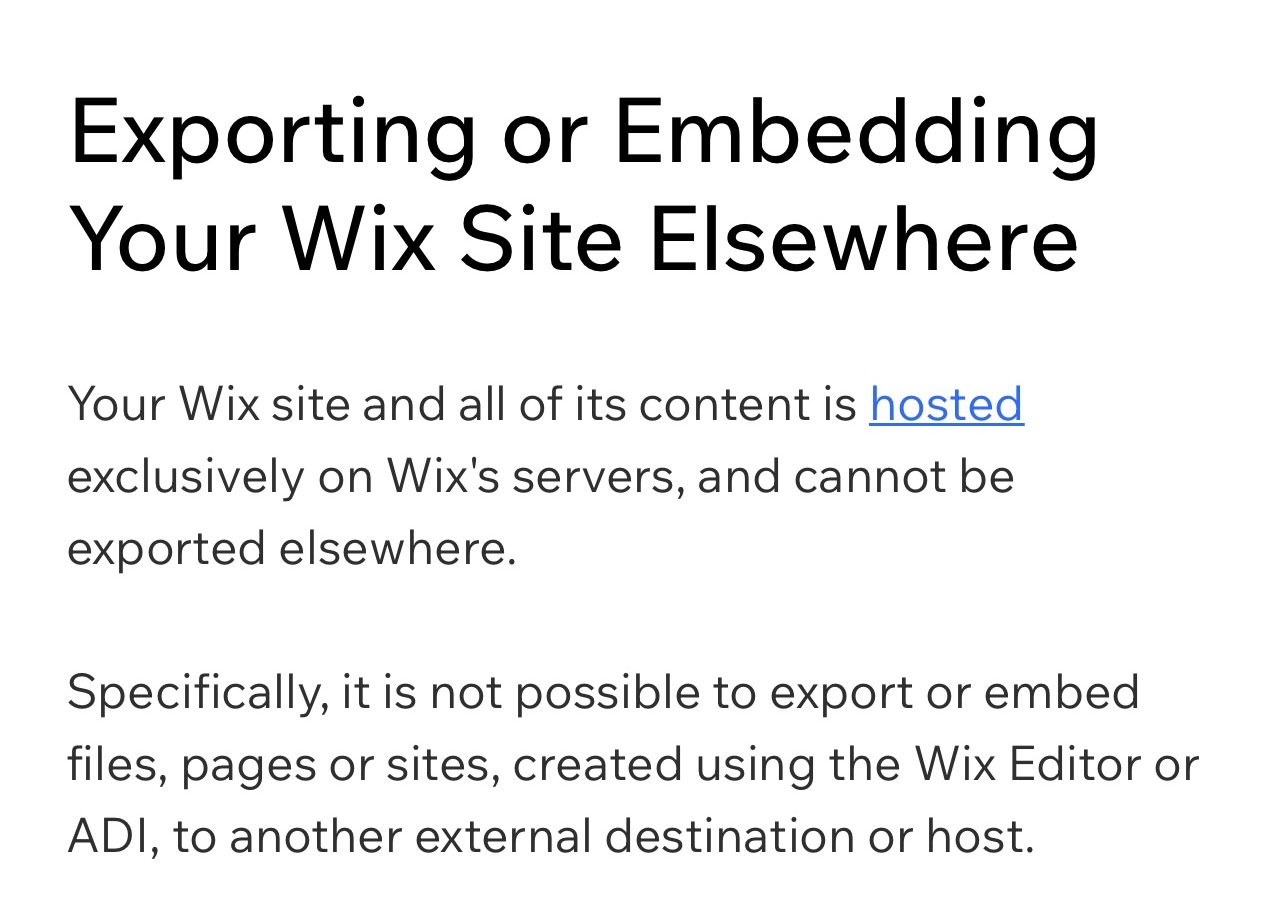 Exporting or Embedding
Your Wix Site Elsewhere
Your Wix site and all of its content is hosted
exclusively on Wix's servers, and cannot be
exported elsewhere.
Specifically, it is not possible to export or embed
files, pages or sites, created using the Wix Editor or
ADI, to another external destination or host.